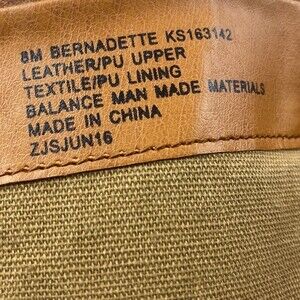 8M BERNADETTE KS163142
LEATHER/PU UPPER
TEXTILE/PU LINING
BALANCE MAN MADE MATERIALS
MADE IN CHINA
ZJSJUN16